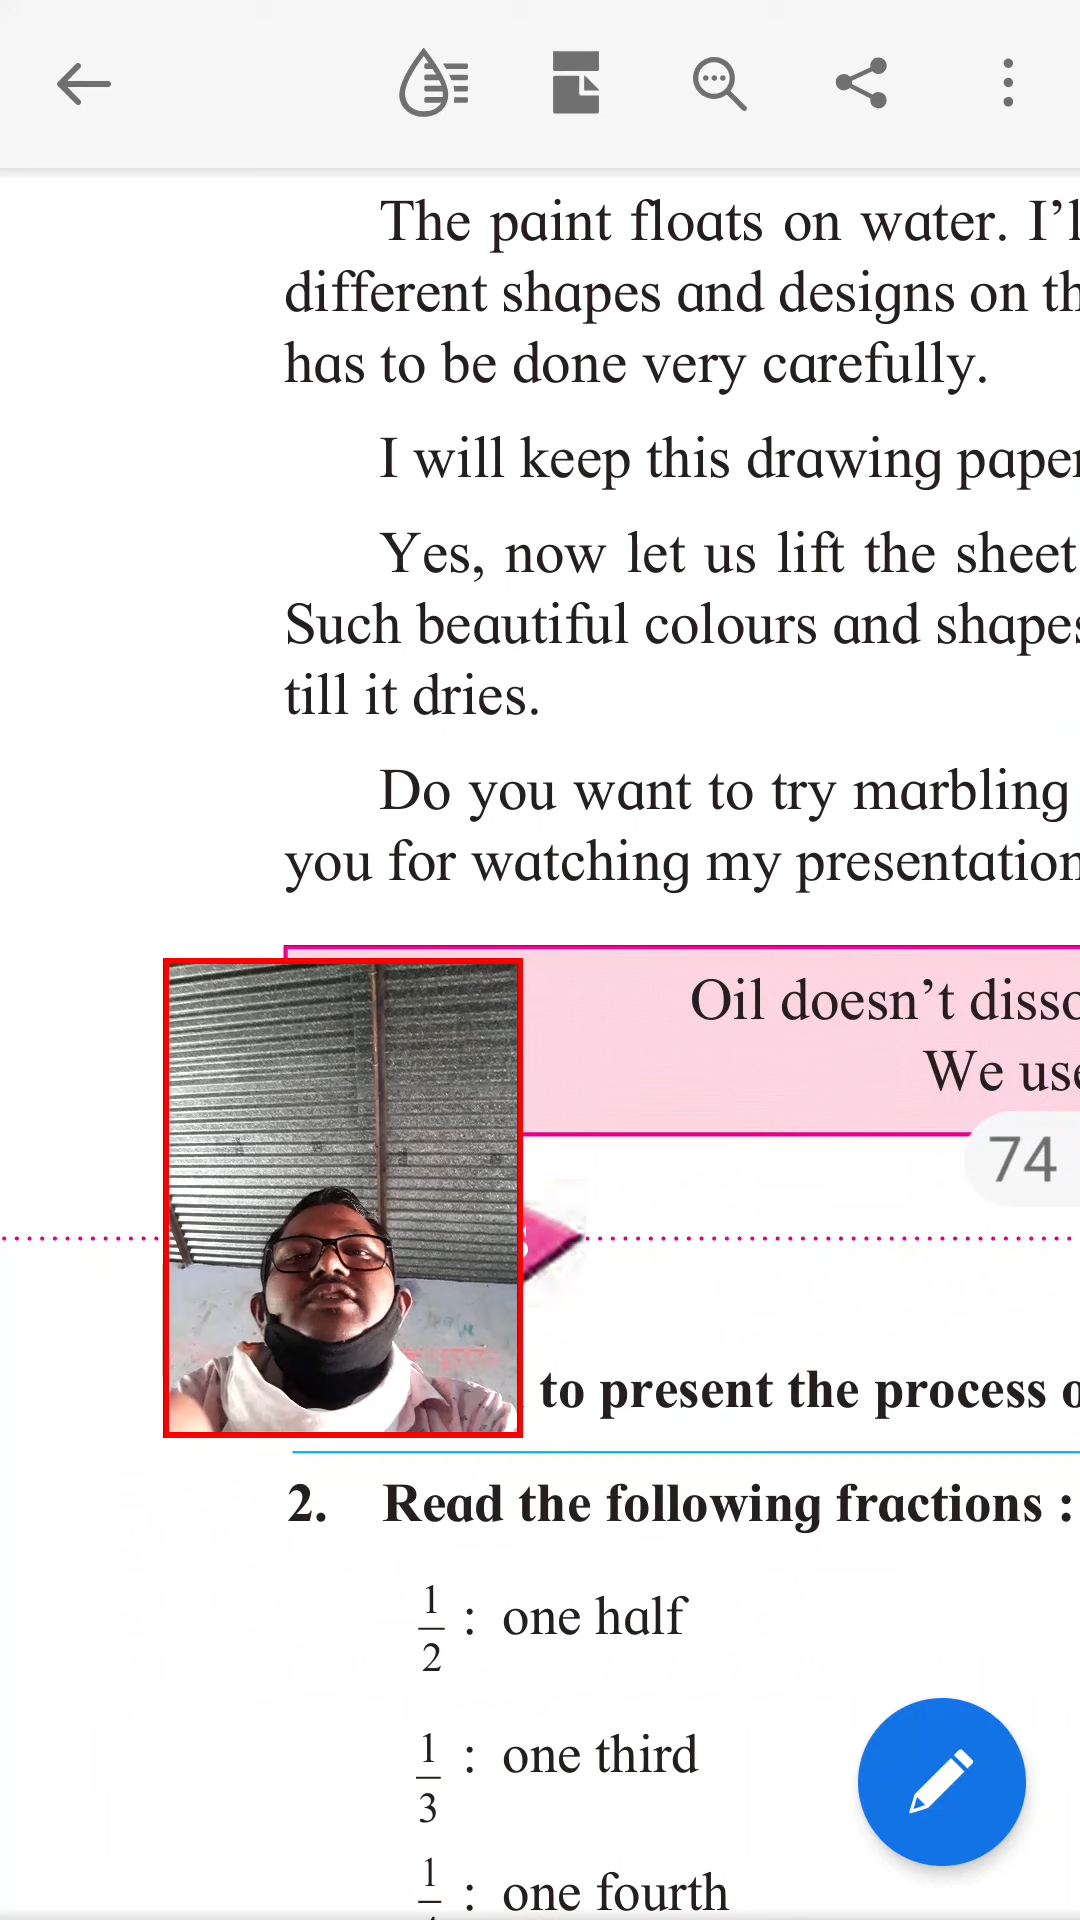 The paint floats on water. I’l
different shapes and designs on th
has to be done very carefully.
I will keep this drawing paper
Yes, now let us lift the sheet
Such beautiful colours and shapes
till it dries.
Do you want to try marbling
you for watching my presentation
Oil doesn’t disso
We use
74
to present the process o
2. Read the following fractions :
1/2 : one half
1/3 : one third
1/4 : one fourth